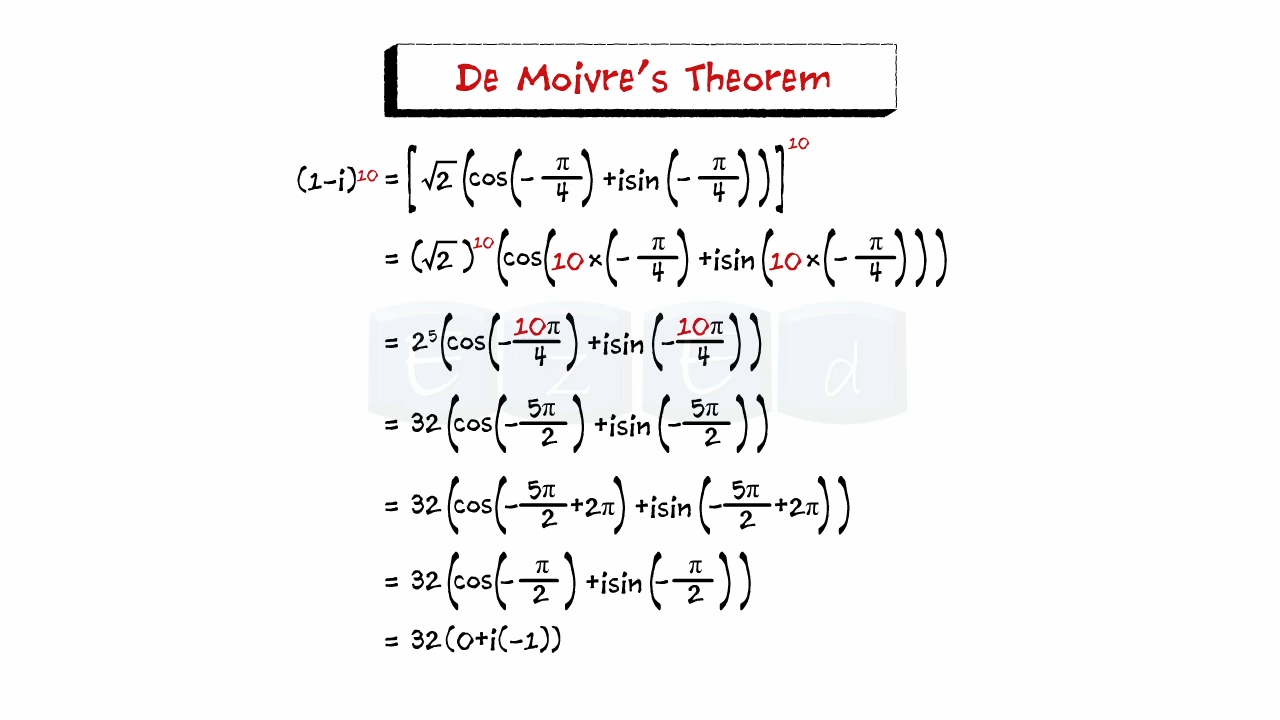 De Moivre's Theorem
(1-i)¹⁰ = [√2 (cos(-π/4) +isin(-π/4))]¹⁰
= (√2)¹⁰(cos(10×(-π/4) +isin(10×(-π/4))))
= 2⁵(cos(-10π/4) +isin(-10π/4))
= 32(cos(-5π/2) +isin(-5π/2))
= 32(cos(-5π/2+2π) +isin(-5π/2+2π))
= 32(cos(-π/2) +isin(-π/2))
= 32(0+i(-1))
E Z E d